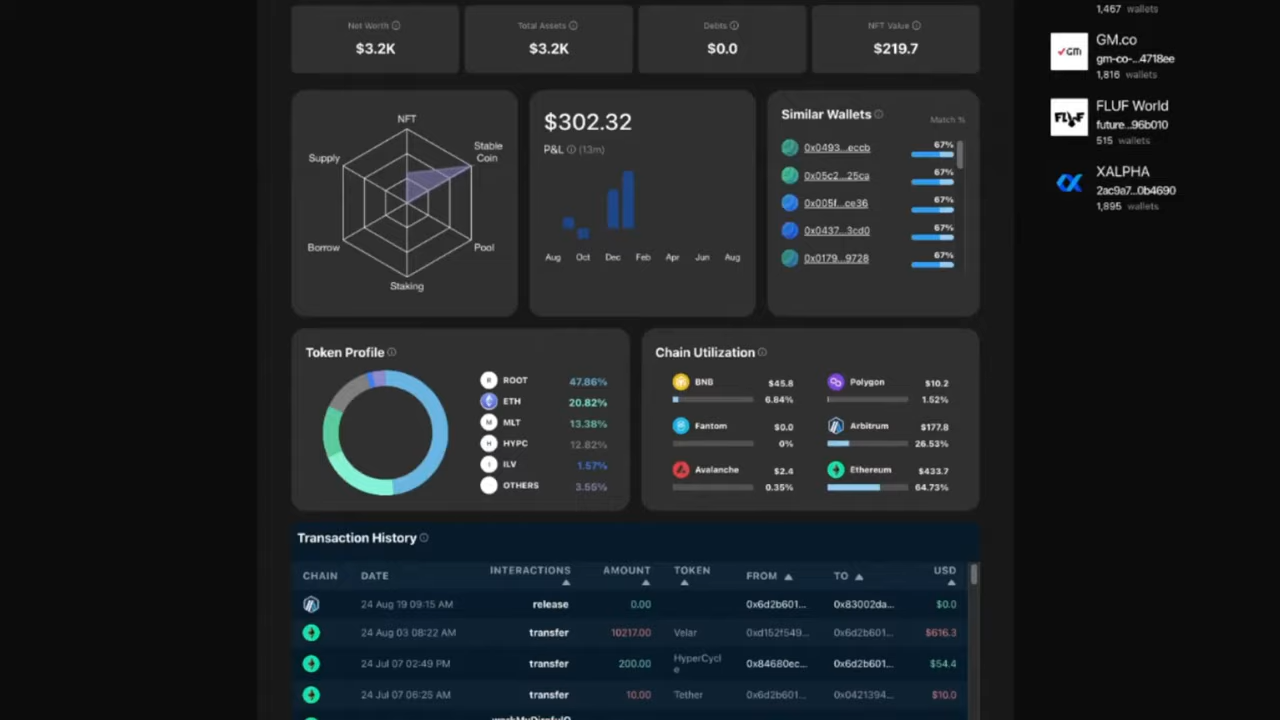 Net Worth Total Assets Debts NFT Value
$3.2K $3.2K $0.0 $219.7
1,467 wallets
GM.co
gm-co-...4718ee
1,816 wallets
FLUF World
future...96b010
515 wallets
XALPHA
2ac9a7...0b4690
1,895 wallets
NFT
Stable
Coin
Supply
Borrow
Pool
Staking
$302.32
P&L (13m)
Aug Oct Dec Feb Apr Jun Aug
Similar Wallets Match %
0x0493...eccb 67%
0x05c2...25ca 67%
0x005f...ce36 67%
0x0437...3cd0 67%
0x0179...9728 67%
Token Profile
R ROOT 47.86%
ETH 20.82%
M MLT 13.38%
H HYPC 12.82%
I ILV 1.57%
OTHERS 3.55%
Chain Utilization
BNB $45.8
6.84%
Polygon $10.2
1.52%
Fantom $0.0
0%
Arbitrum $177.8
26.53%
Avalanche $2.4
0.35%
Ethereum $433.7
64.73%
Transaction History
CHAIN DATE INTERACTIONS AMOUNT TOKEN FROM TO USD
24 Aug 19 09:15 AM release 0.00 0x6d2b601... 0x83002da... $0.0
24 Aug 03 08:22 AM transfer 10217.00 Velar 0xd152f549... 0x6d2b601... $616.3
24 Jul 07 02:49 PM transfer 200.00 HyperCycl
e 0x84680ec... 0x6d2b601... $54.4
24 Jul 07 06:25 AM transfer 10.00 Tether 0x6d2b601... 0x0421394... $10.0